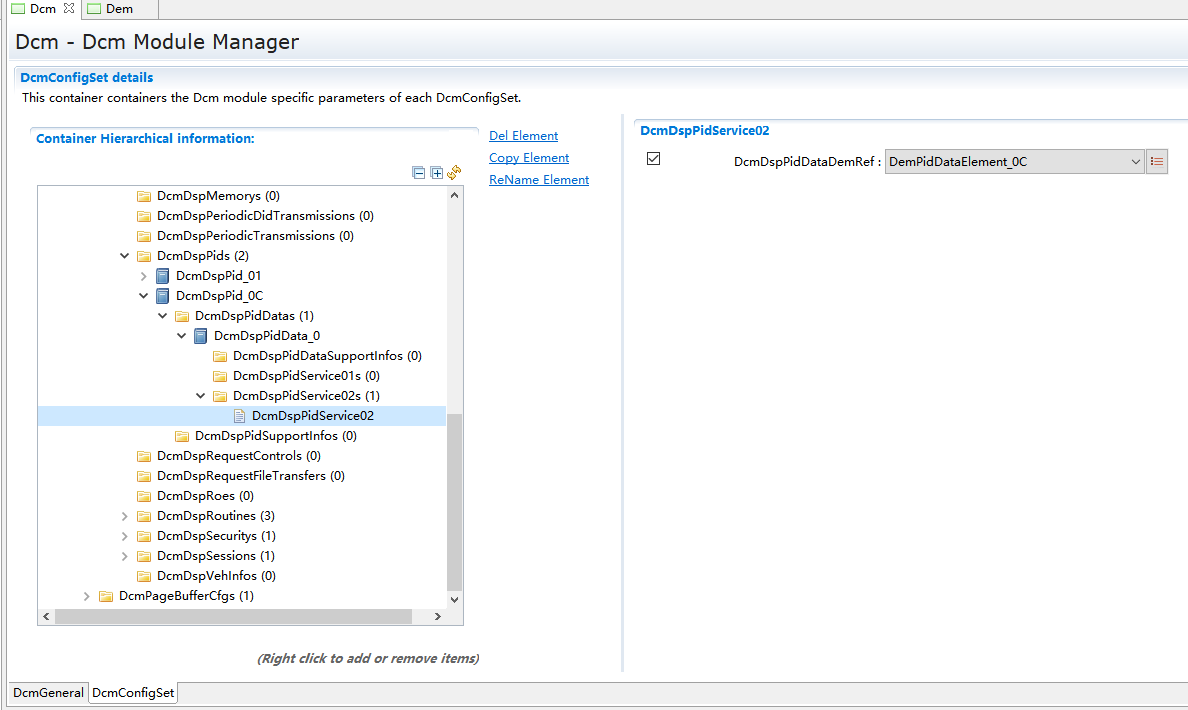 Dcm Dem
Dcm - Dcm Module Manager
DcmConfigSet details
This container containers the Dcm module specific parameters of each DcmConfigSet.
Container Hierarchical information:
Del Element
Copy Element
ReName Element
DcmDspMemorys (0)
DcmDspPeriodicDidTransmissions (0)
DcmDspPeriodicTransmissions (0)
DcmDspPids (2)
DcmDspPid_01
DcmDspPid_0C
DcmDspPidDatas (1)
DcmDspPidData_0
DcmDspPidDataSupportInfos (0)
DcmDspPidService01s (0)
DcmDspPidService02s (1)
DcmDspPidService02
DcmDspPidSupportInfos (0)
DcmDspRequestControls (0)
DcmDspRequestFileTransfers (0)
DcmDspRoes (0)
DcmDspRoutines (3)
DcmDspSecuritys (1)
DcmDspSessions (1)
DcmDspVehInfos (0)
DcmPageBufferCfgs (1)
(Right click to add or remove items)
DcmDspPidService02
DcmDspPidDataDemRef : DemPidDataElement_0C
DcmGeneral DcmConfigSet